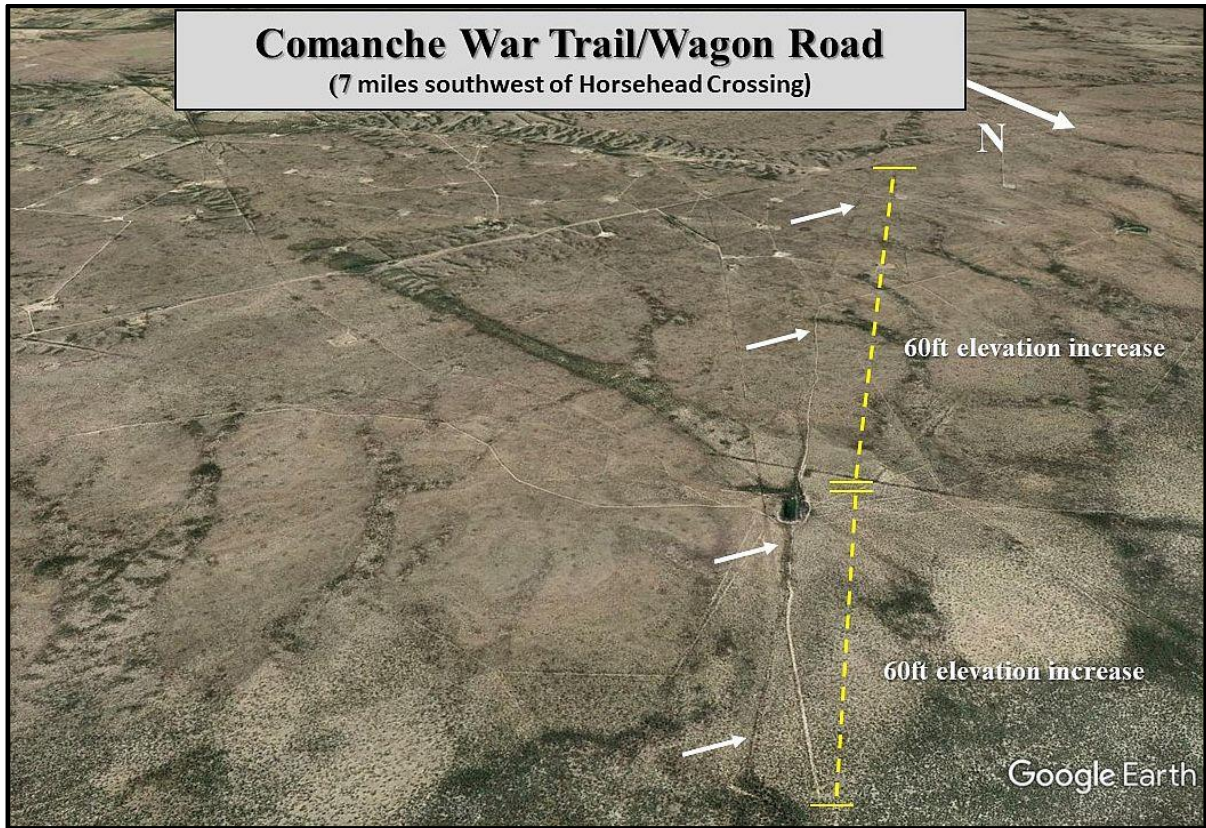 Comanche War Trail/Wagon Road
(7 miles southwest of Horsehead Crossing)
N
60ft elevation increase
60ft elevation increase
Google Earth